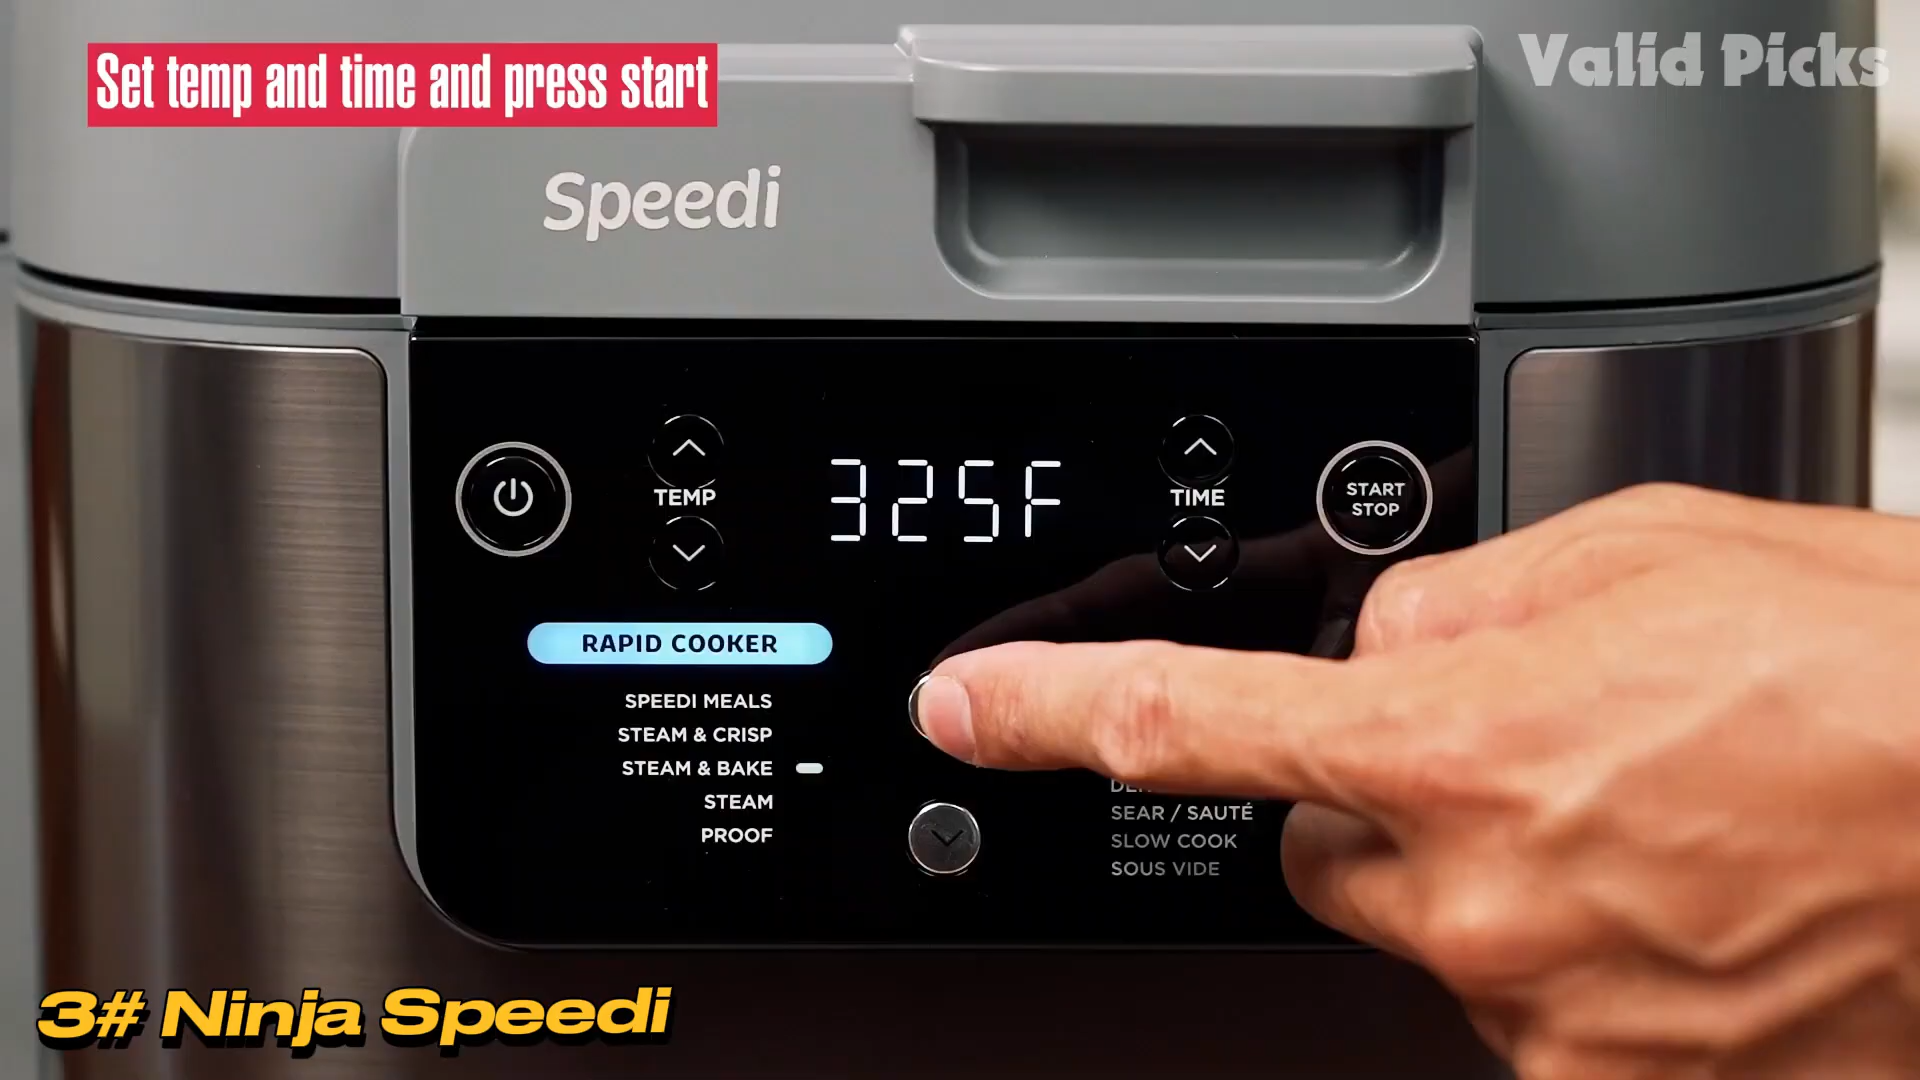 Set temp and time and press start
Valid Picks
Speedi
TEMP
325F
TIME
START
STOP
RAPID COOKER
SPEEDI MEALS
STEAM & CRISP
STEAM & BAKE
STEAM
PROOF
SEAR / SAUTÉ
SLOW COOK
SOUS VIDE
3# Ninja Speedi